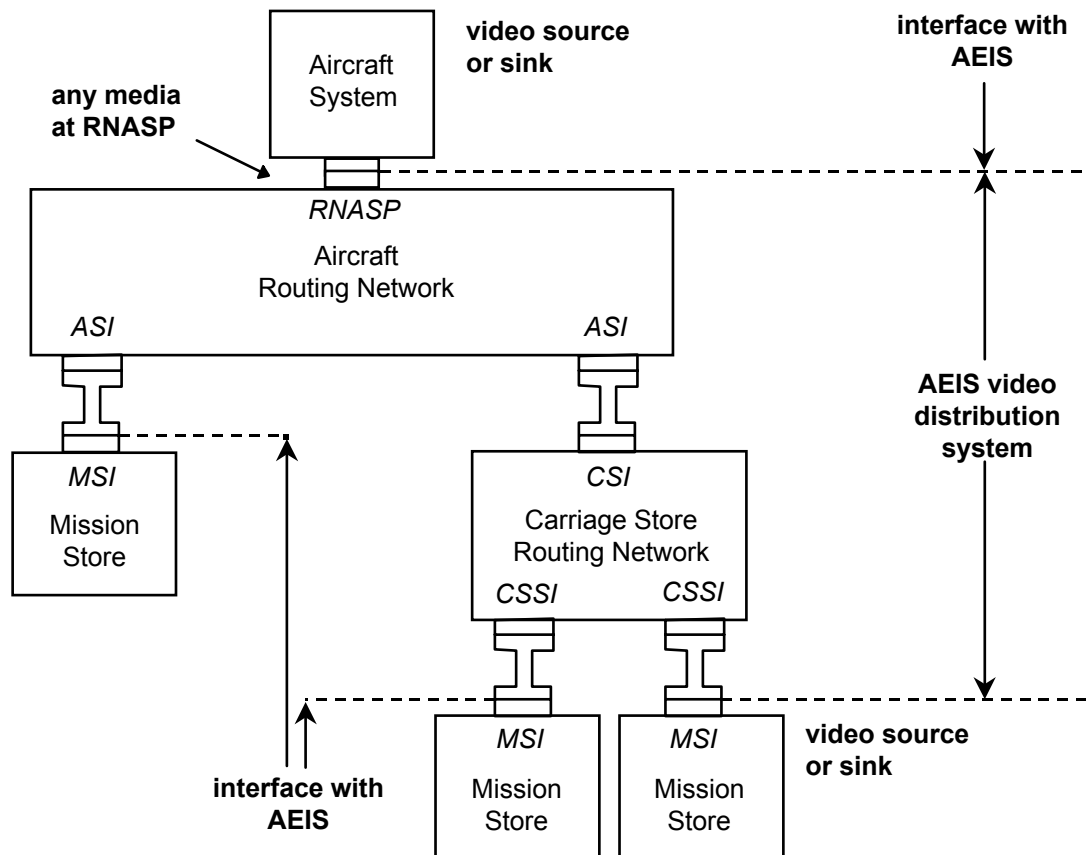 video source
or sink
interface with
AEIS
Aircraft
System
any media
at RNASP
RNASP
Aircraft
Routing Network
ASI
ASI
AEIS video
distribution
system
MSI
Mission
Store
CSI
Carriage Store
Routing Network
CSSI
CSSI
MSI
Mission
Store
MSI
Mission
Store
video source
or sink
interface with
AEIS